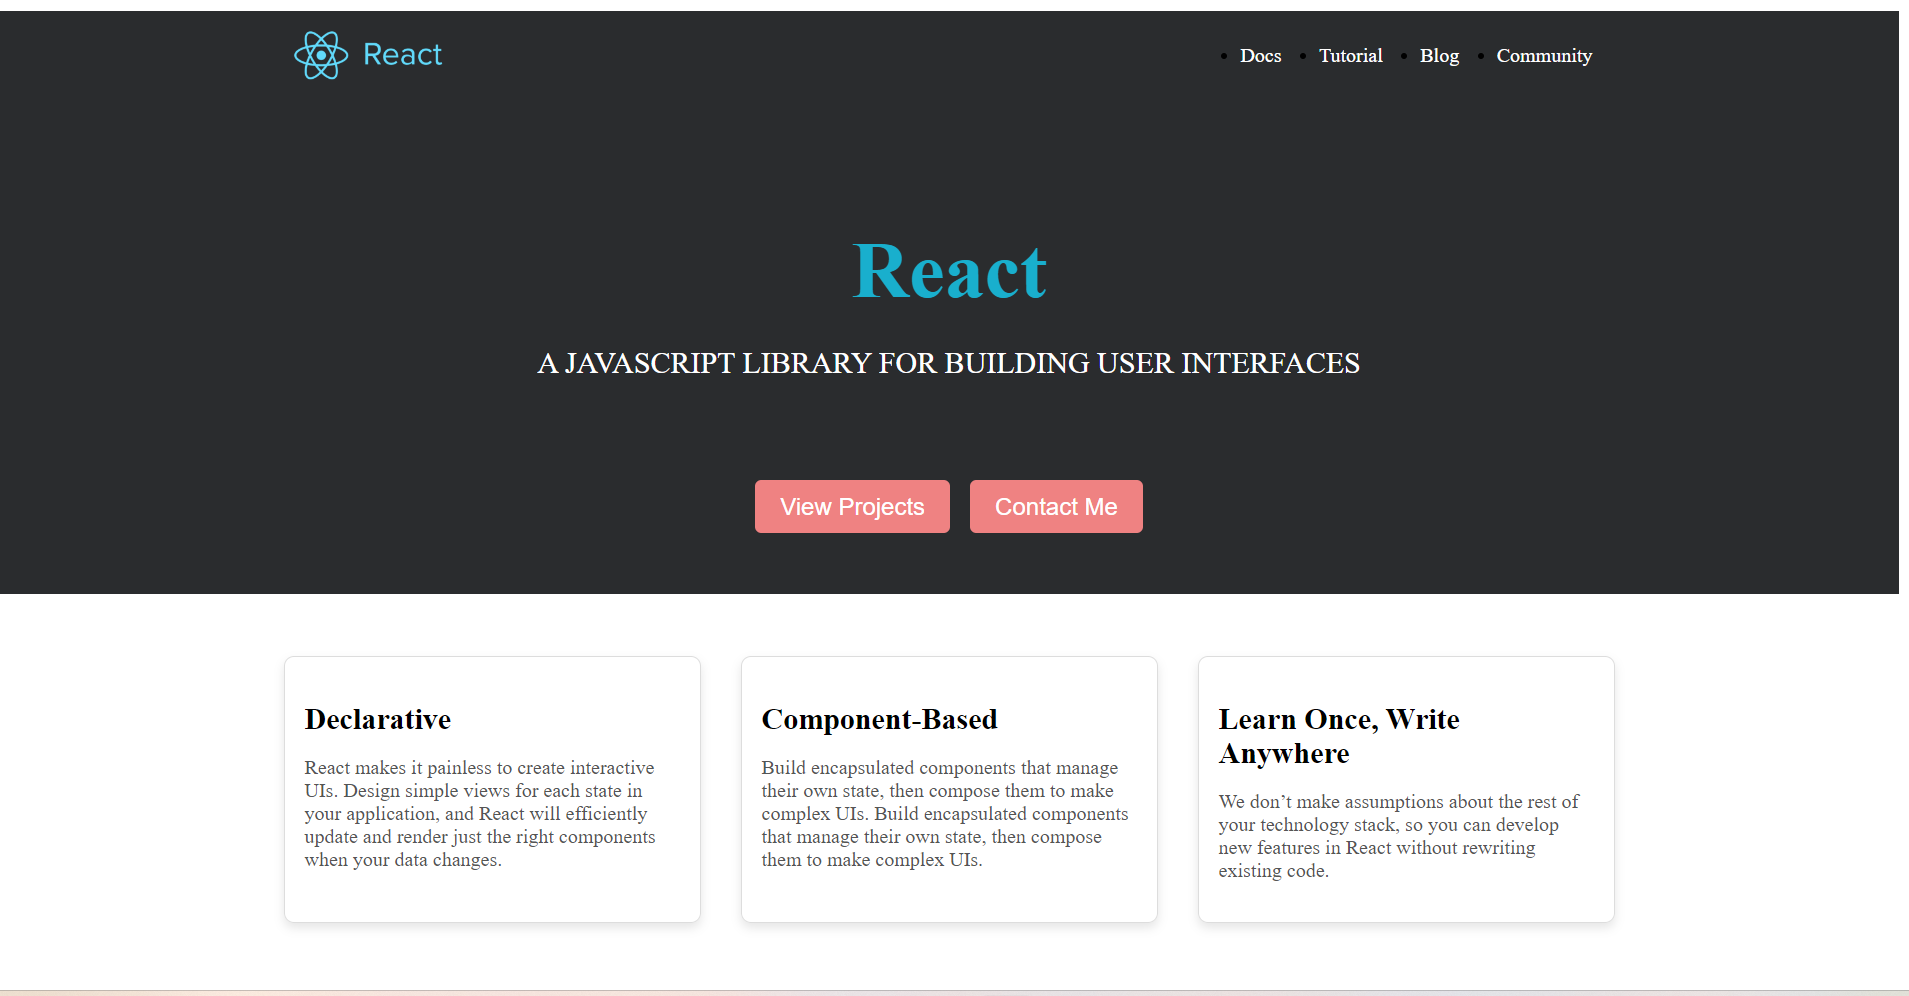 React
Docs
Tutorial
Blog
Community
React
A JAVASCRIPT LIBRARY FOR BUILDING USER INTERFACES
View Projects
Contact Me
Declarative
React makes it painless to create interactive
UIs. Design simple views for each state in
your application, and React will efficiently
update and render just the right components
when your data changes.
Component-Based
Build encapsulated components that manage
their own state, then compose them to make
complex UIs. Build encapsulated components
that manage their own state, then compose
them to make complex UIs.
Learn Once, Write
Anywhere
We don’t make assumptions about the rest of
your technology stack, so you can develop
new features in React without rewriting
existing code.